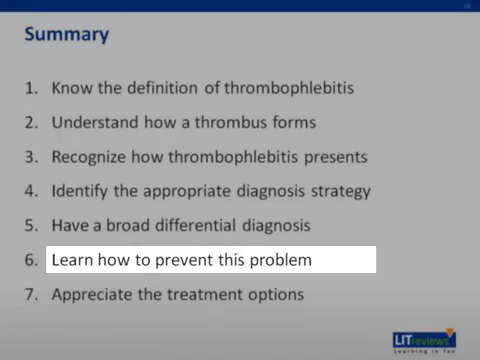 Summary
1. Know the definition of thrombophlebitis
2. Understand how a thrombus forms
3. Recognize how thrombophlebitis presents
4. Identify the appropriate diagnosis strategy
5. Have a broad differential diagnosis
6. Learn how to prevent this problem
7. Appreciate the treatment options
LITreviews
Learning in Ten